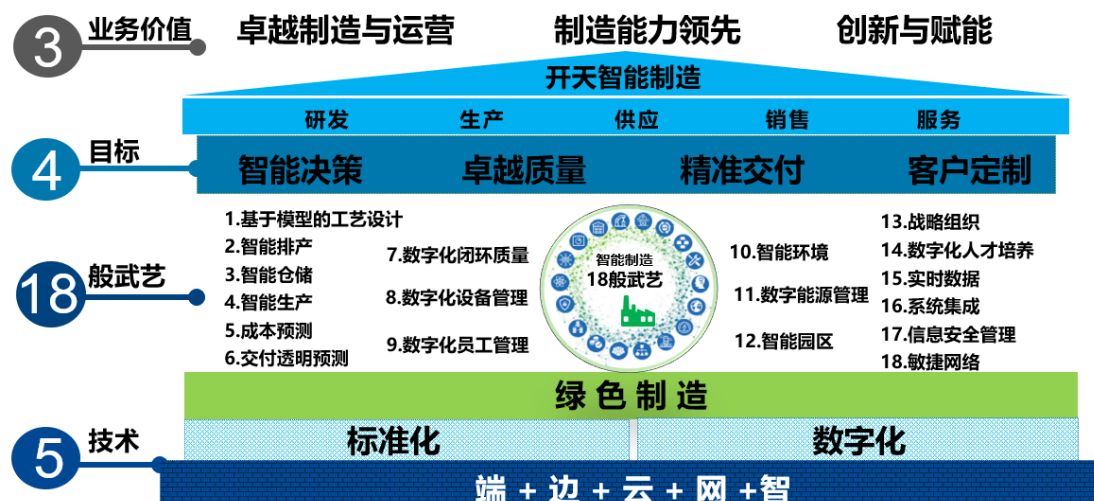 3 业务价值 卓越制造与运营 制造能力领先 创新与赋能
开天智能制造
研发 生产 供应 销售 服务
4 目标 智能决策 卓越质量 精准交付 客户定制
18 般武艺
1.基于模型的工艺设计
2.智能排产
3.智能仓储
4.智能生产
5.成本预测
6.交付透明预测
7.数字化闭环质量
8.数字化设备管理
9.数字化员工管理
智能制造
18般武艺
10.智能环境
11.数字能源管理
12.智能园区
13.战略组织
14.数字化人才培养
15.实时数据
16.系统集成
17.信息安全管理
18.敏捷网络
绿色制造
5 技术 标准化 数字化
端 + 边 + 云 + 网 +智